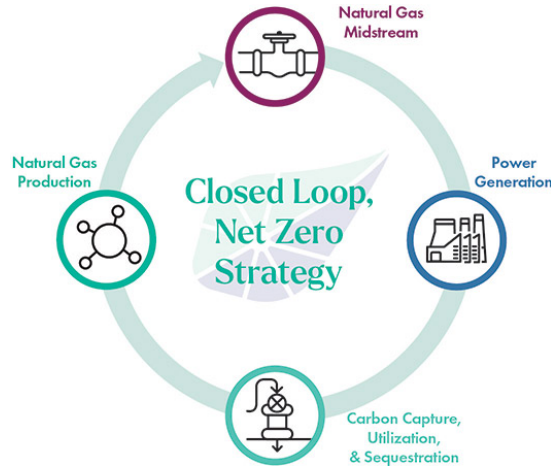 Natural Gas
Midstream
Natural Gas
Production
Power
Generation
Closed Loop,
Net Zero
Strategy
Carbon Capture,
Utilization,
& Sequestration